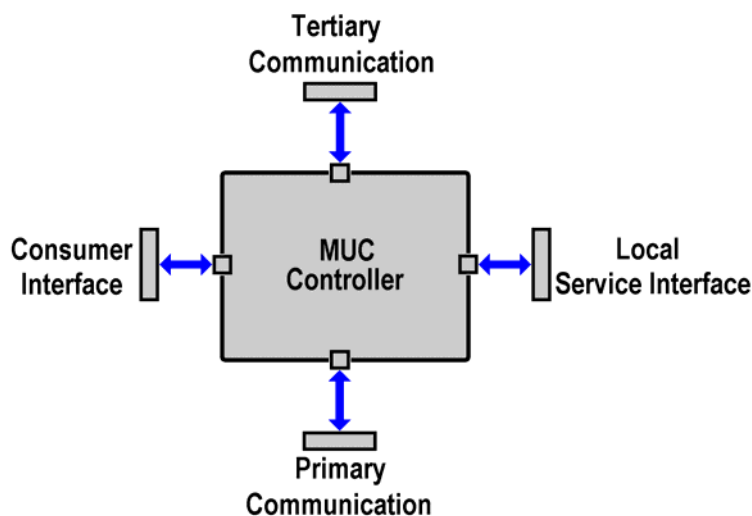 Tertiary
Communication
Consumer
Interface
MUC
Controller
Local
Service Interface
Primary
Communication